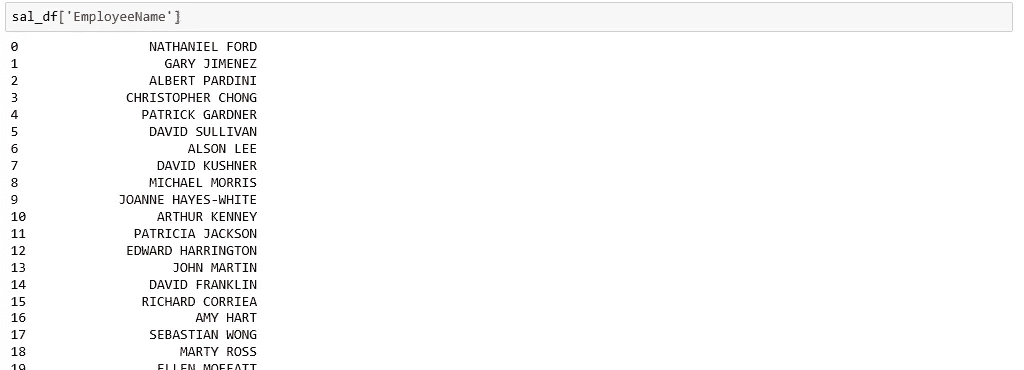 sal_df['EmployeeName']
0 NATHANIEL FORD
1 GARY JIMENEZ
2 ALBERT PARDINI
3 CHRISTOPHER CHONG
4 PATRICK GARDNER
5 DAVID SULLIVAN
6 ALSON LEE
7 DAVID KUSHNER
8 MICHAEL MORRIS
9 JOANNE HAYES-WHITE
10 ARTHUR KENNEY
11 PATRICIA JACKSON
12 EDWARD HARRINGTON
13 JOHN MARTIN
14 DAVID FRANKLIN
15 RICHARD CORRIEA
16 AMY HART
17 SEBASTIAN WONG
18 MARTY ROSS
19 ELLEN MOFFATT